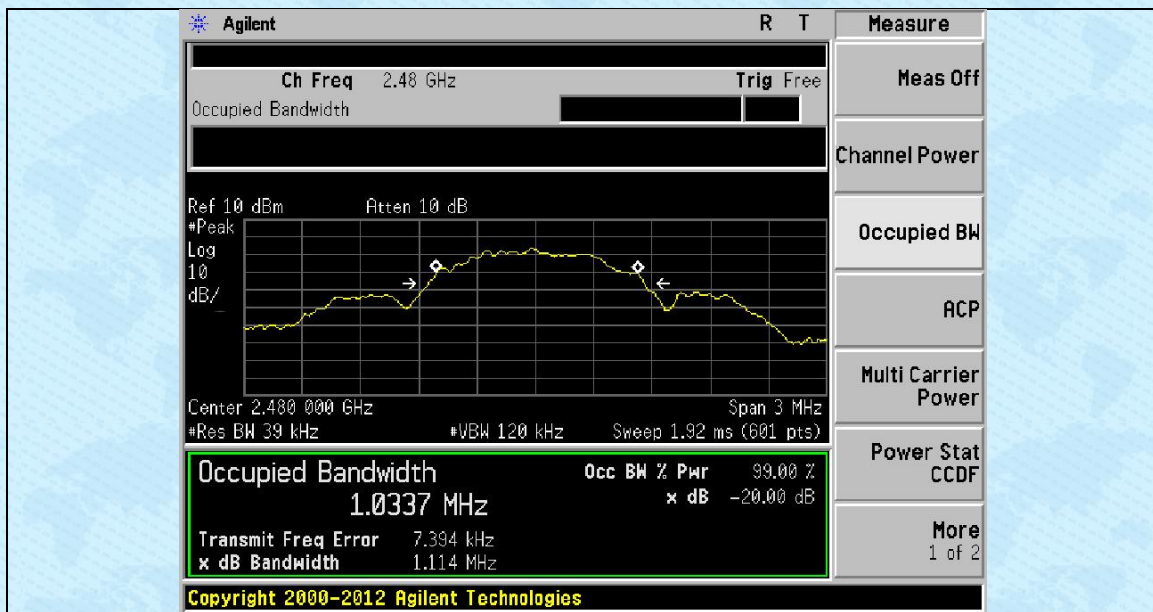 Agilent R T
Ch Freq 2.48 GHz Trig Free
Occupied Bandwidth
Ref 10 dBm Atten 10 dB
#Peak
Log
10
dB/
Center 2.480 000 GHz Span 3 MHz
#Res BW 39 kHz #VBW 120 kHz Sweep 1.92 ms (601 pts)
Occupied Bandwidth Occ BW % Pwr 99.00 %
1.0337 MHz x dB -20.00 dB
Transmit Freq Error 7.394 kHz
x dB Bandwidth 1.114 MHz
Copyright 2000-2012 Agilent Technologies
Measure
Meas Off
Channel Power
Occupied BW
ACP
Multi Carrier
Power
Power Stat
CCDF
More
1 of 2